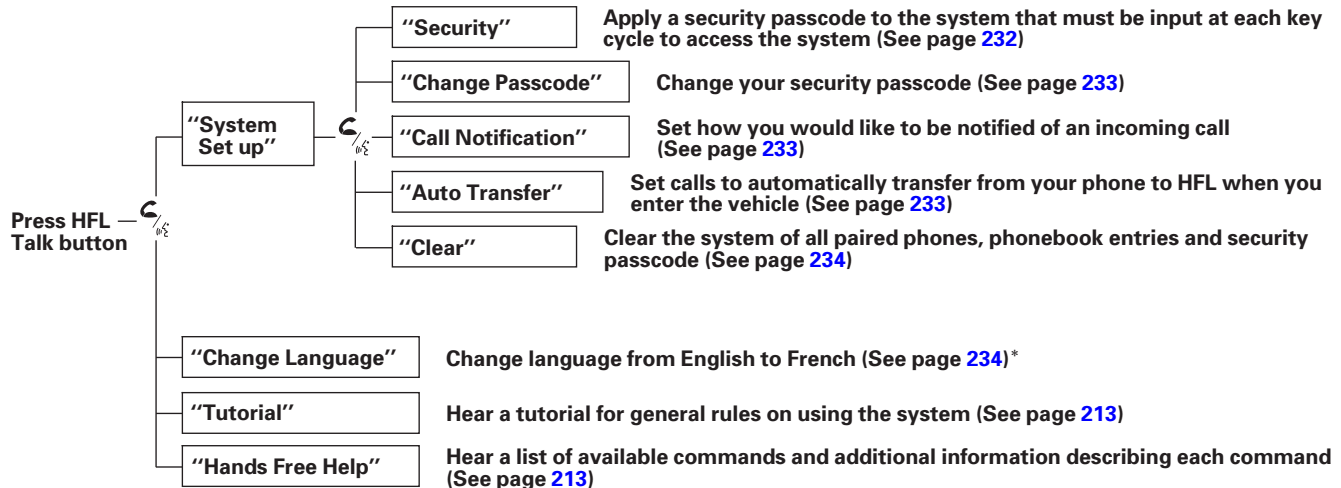 "Security"
Apply a security passcode to the system that must be input at each key
cycle to access the system (See page 232)
"Change Passcode"
Change your security passcode (See page 233)
"System
Set up"
"Call Notification"
Set how you would like to be notified of an incoming call
(See page 233)
"Auto Transfer"
Set calls to automatically transfer from your phone to HFL when you
enter the vehicle (See page 233)
Press HFL
Talk button
"Clear"
Clear the system of all paired phones, phonebook entries and security
passcode (See page 234)
"Change Language"
Change language from English to French (See page 234)*
"Tutorial"
Hear a tutorial for general rules on using the system (See page 213)
"Hands Free Help"
Hear a list of available commands and additional information describing each command
(See page 213)